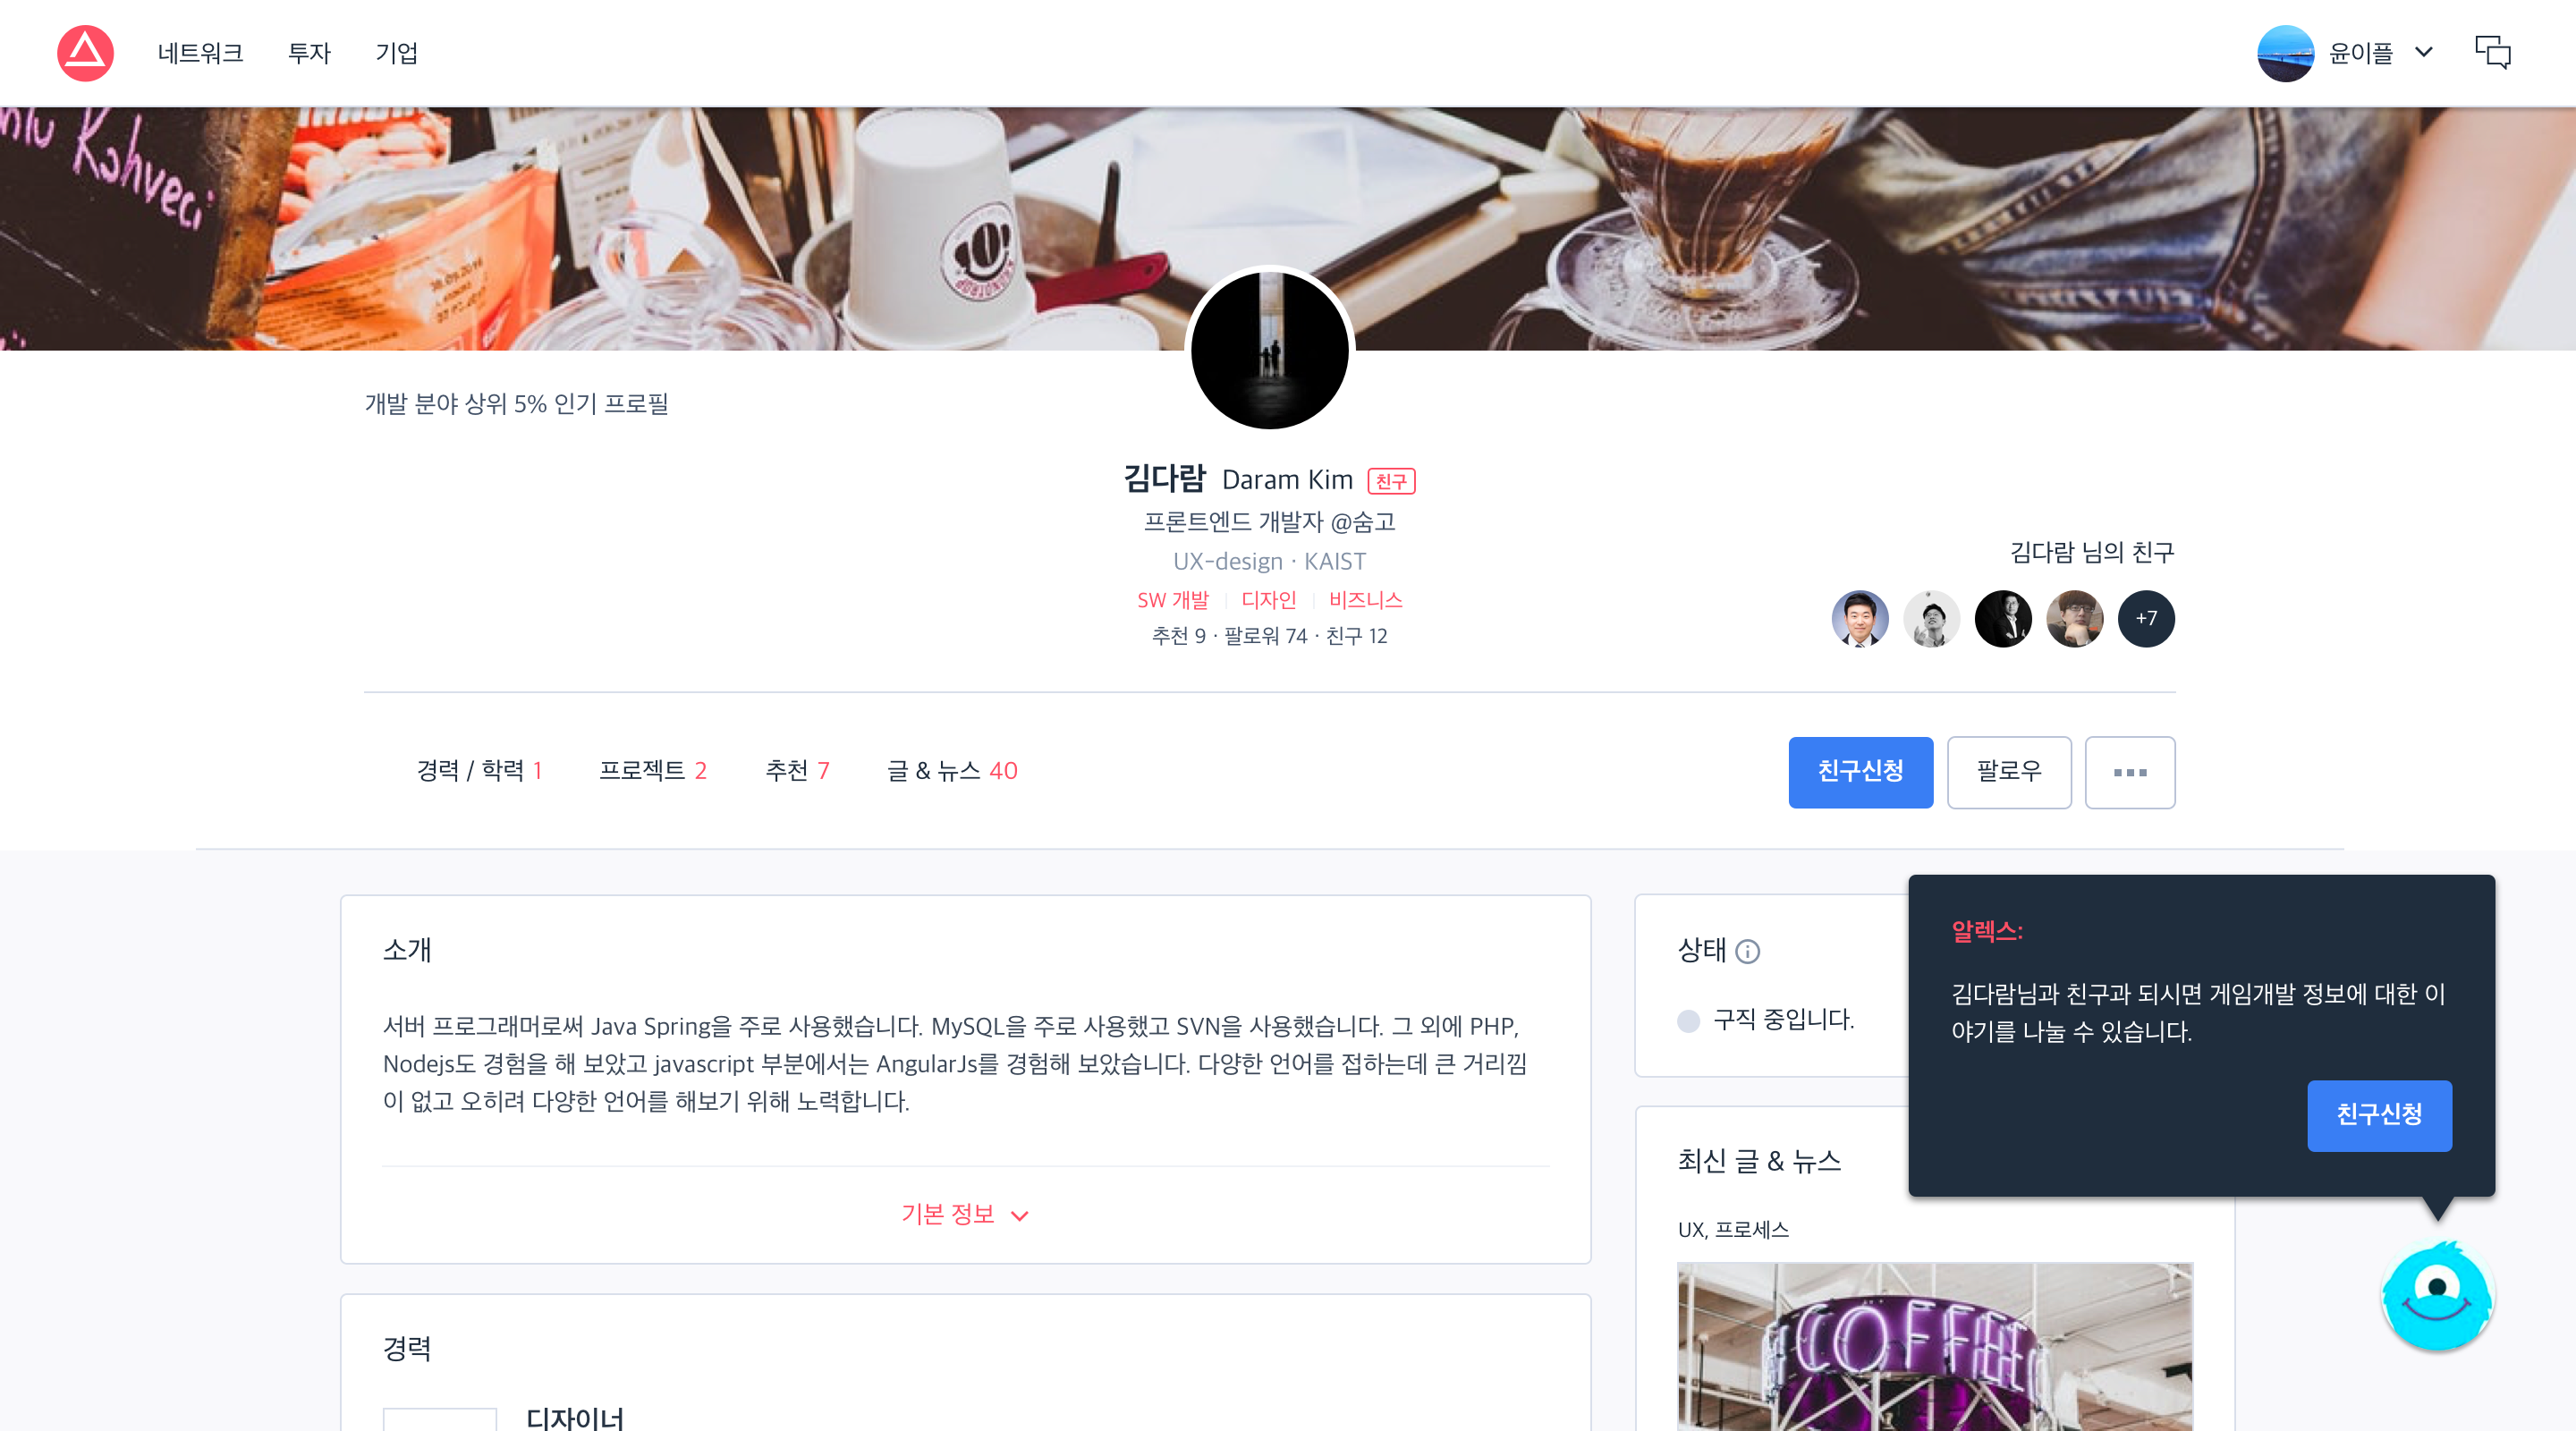 네트워크 투자 기업
윤이플
Kahveci
개발 분야 상위 5% 인기 프로필
김다람 Daram Kim 친구
프론트엔드 개발자 @숨고
UX-design · KAIST
SW 개발 디자인 비즈니스
추천 9 · 팔로워 74 · 친구 12
김다람 님의 친구
+7
경력 / 학력 1 프로젝트 2 추천 7 글 & 뉴스 40
친구신청 팔로우
소개
서버 프로그래머로써 Java Spring을 주로 사용했습니다. MySQL을 주로 사용했고 SVN을 사용했습니다. 그 외에 PHP,
Nodejs도 경험을 해 보았고 javascript 부분에서는 AngularJs를 경험해 보았습니다. 다양한 언어를 접하는데 큰 거리낌
이 없고 오히려 다양한 언어를 해보기 위해 노력합니다.
기본 정보
경력
디자이너
상태
구직 중입니다.
최신 글 & 뉴스
UX, 프로세스
COFFEE
알렉스:
김다람님과 친구과 되시면 게임개발 정보에 대한 이
야기를 나눌 수 있습니다.
친구신청